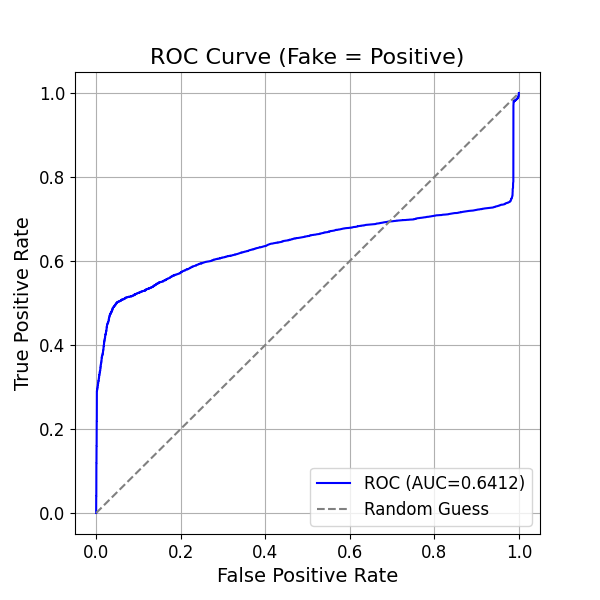 ROC Curve (Fake = Positive)
True Positive Rate
1.0
0.8
0.6
0.4
0.2
0.0
ROC (AUC=0.6412)
Random Guess
0.0 0.2 0.4 0.6 0.8 1.0
False Positive Rate